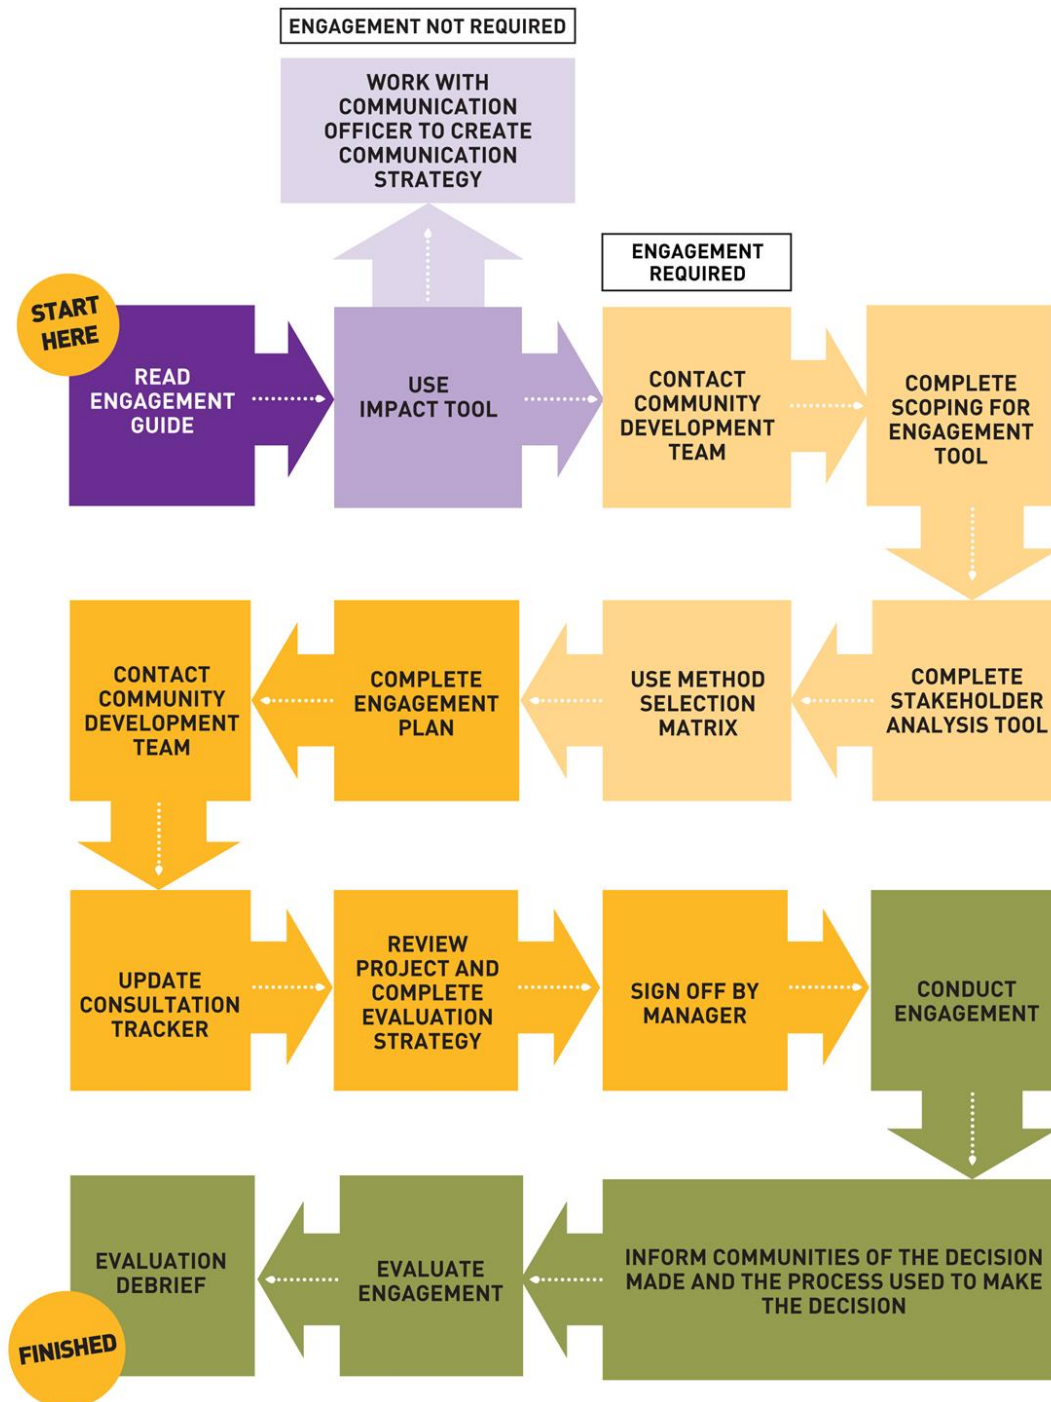 ENGAGEMENT NOT REQUIRED
WORK WITH
COMMUNICATION
OFFICER TO CREATE
COMMUNICATION
STRATEGY
ENGAGEMENT
REQUIRED
START
HERE
READ
ENGAGEMENT
GUIDE
USE
IMPACT TOOL
CONTACT
COMMUNITY
DEVELOPMENT
TEAM
COMPLETE
SCOPING FOR
ENGAGEMENT
TOOL
COMPLETE
STAKEHOLDER
ANALYSIS TOOL
USE METHOD
SELECTION
MATRIX
COMPLETE
ENGAGEMENT
PLAN
CONTACT
COMMUNITY
DEVELOPMENT
TEAM
UPDATE
CONSULTATION
TRACKER
REVIEW
PROJECT AND
COMPLETE
EVALUATION
STRATEGY
SIGN OFF BY
MANAGER
CONDUCT
ENGAGEMENT
INFORM COMMUNITIES OF THE DECISION
MADE AND THE PROCESS USED TO MAKE
THE DECISION
EVALUATE
ENGAGEMENT
EVALUATION
DEBRIEF
FINISHED